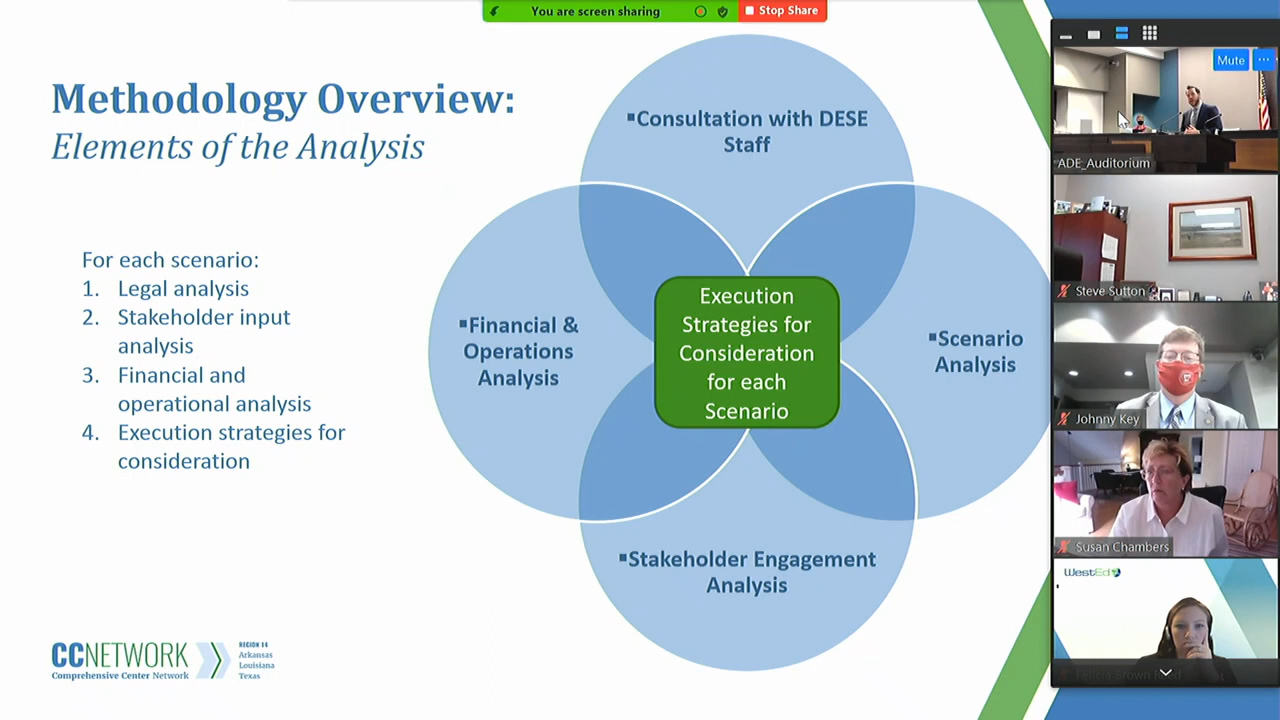 You are screen sharing
Stop Share
Methodology Overview:
Elements of the Analysis
For each scenario:
1. Legal analysis
2. Stakeholder input
analysis
3. Financial and
operational analysis
4. Execution strategies for
consideration
▪Consultation with DESE
Staff
▪Financial &
Operations
Analysis
Execution
Strategies for
Consideration
for each
Scenario
▪Scenario
Analysis
▪Stakeholder Engagement
Analysis
CCNETWORK
Comprehensive Center Network
REGION 14
Arkansas
Louisiana
Texas
Mute
ADE_Auditorium
Steve Sutton
Johnny Key
Susan Chambers
WestEd
Felicia Brown